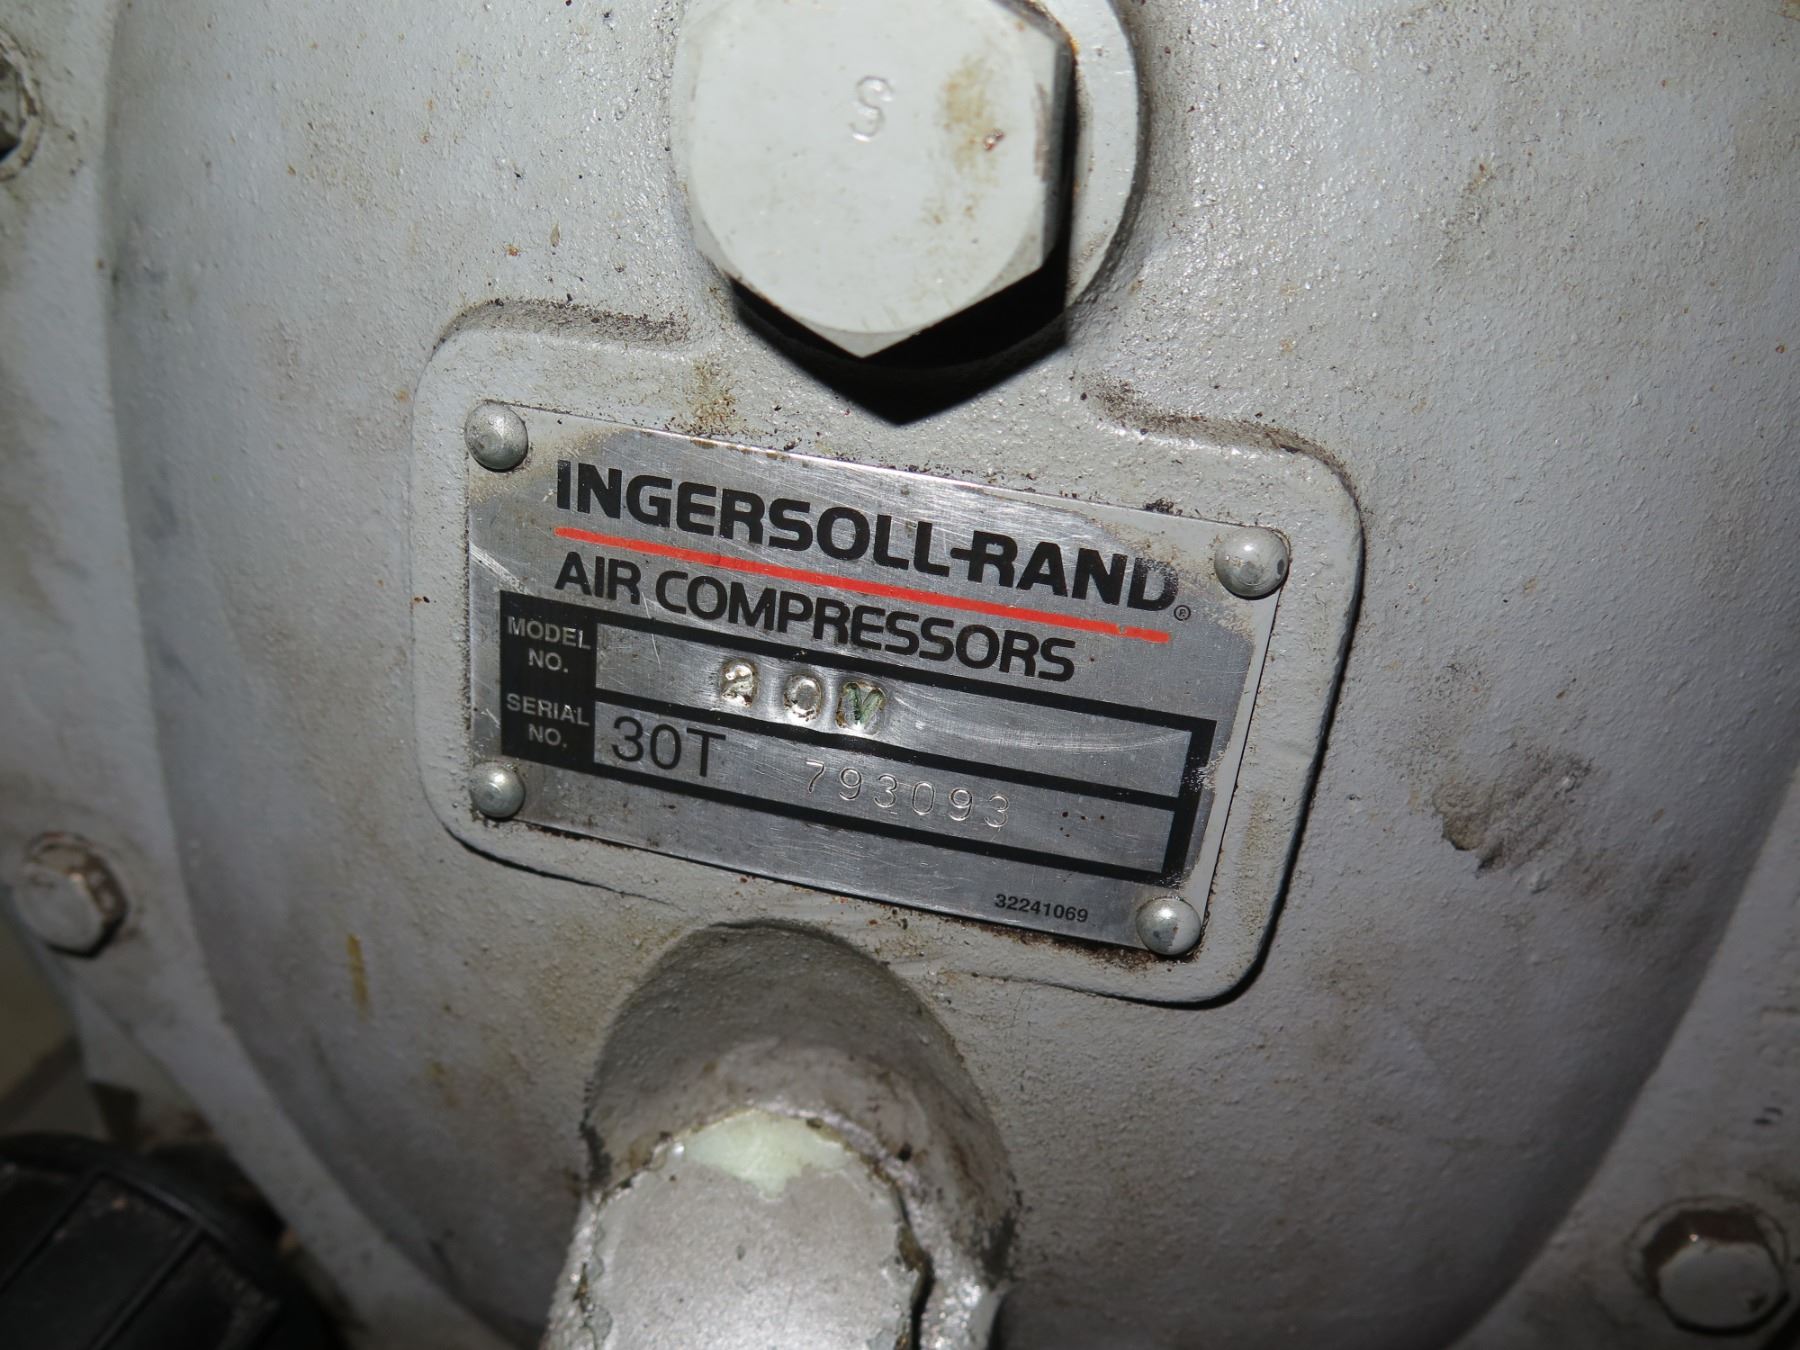 S
INGERSOLL-RAND®
AIR COMPRESSORS
MODEL NO.
SERIAL NO. 30T 793093
32241069